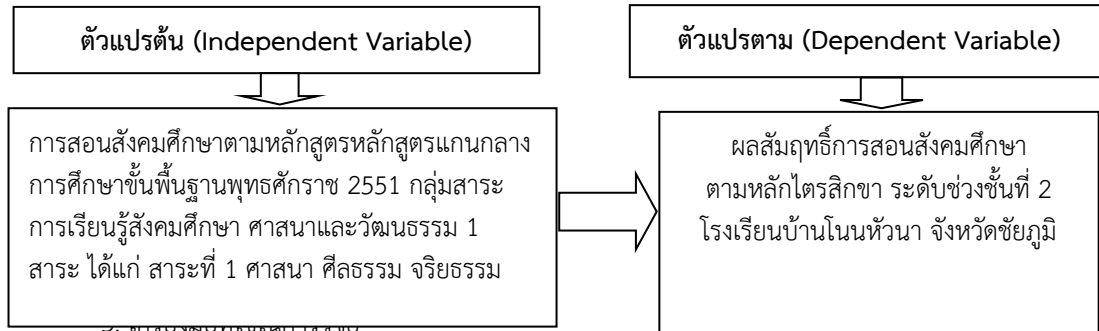 ตัวแปรต้น (Independent Variable)
ตัวแปรตาม (Dependent Variable)
การสอนสังคมศึกษาตามหลักสูตรหลักสูตรแกนกลาง
การศึกษาขั้นพื้นฐานพุทธศักราช 2551 กลุ่มสาระ
การเรียนรู้สังคมศึกษา ศาสนาและวัฒนธรรม 1
สาระ ได้แก่ สาระที่ 1 ศาสนา ศีลธรรม จริยธรรม
ผลสัมฤทธิ์การสอนสังคมศึกษา
ตามหลักไตรสิกขา ระดับช่วงชั้นที่ 2
โรงเรียนบ้านโนนหัวนา จังหวัดชัยภูมิ